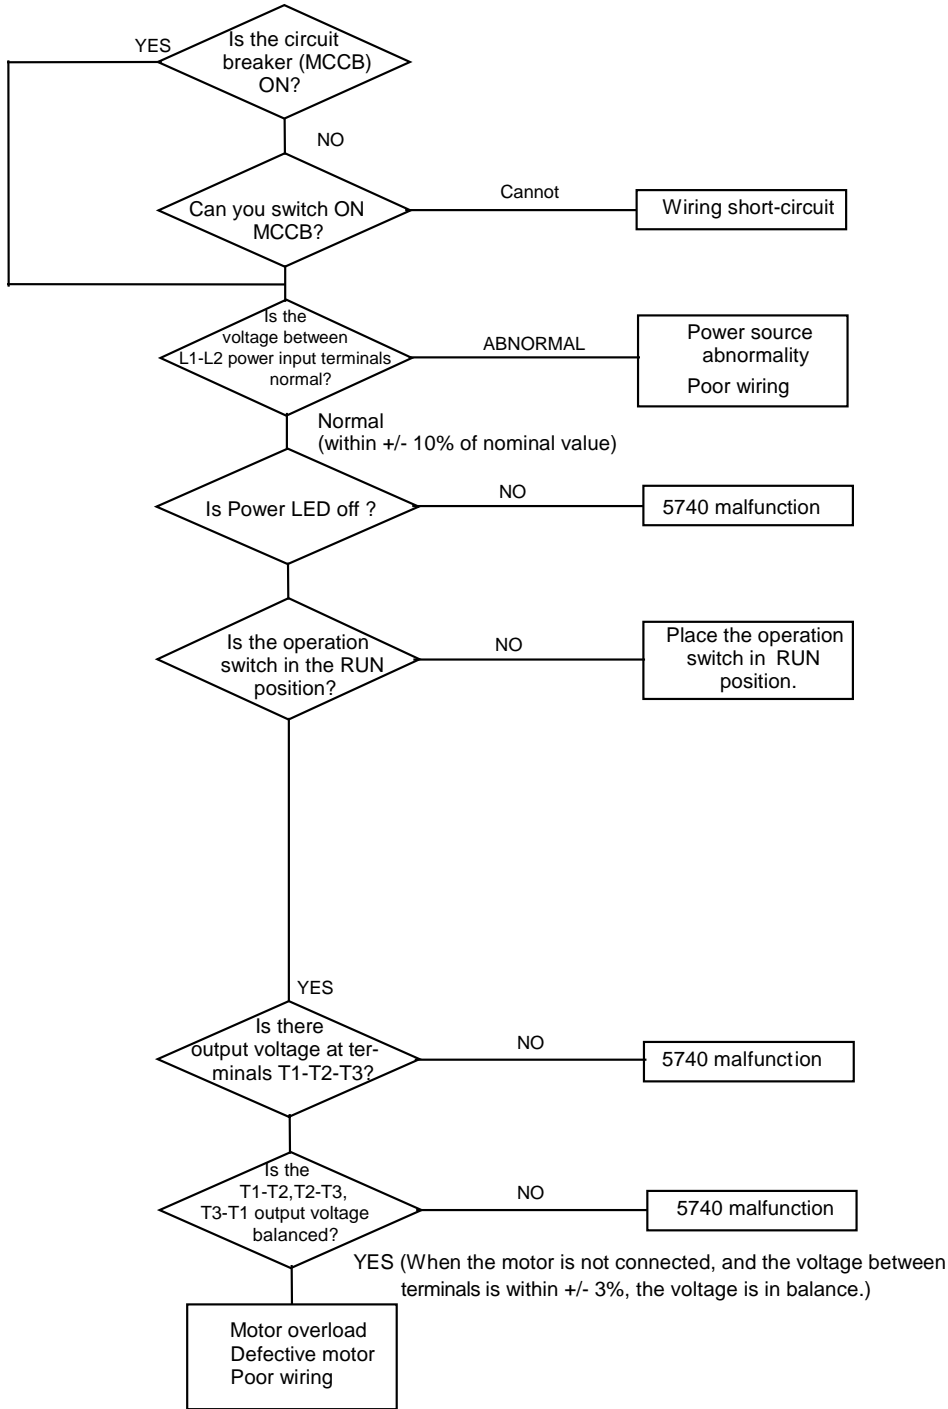 YES
Is the circuit
breaker (MCCB)
ON?
NO
Can you switch ON
MCCB?
Cannot
Wiring short-circuit
Is the
voltage between
L1-L2 power input terminals
normal?
ABNORMAL
Power source
abnormality
Poor wiring
Normal
(within +/- 10% of nominal value)
Is Power LED off ?
NO
5740 malfunction
Is the operation
switch in the RUN
position?
NO
Place the operation
switch in RUN
position.
YES
Is there
output voltage at ter-
minals T1-T2-T3?
NO
5740 malfunction
Is the
T1-T2,T2-T3,
T3-T1 output voltage
balanced?
NO
5740 malfunction
YES (When the motor is not connected, and the voltage between
terminals is within +/- 3%, the voltage is in balance.)
Motor overload
Defective motor
Poor wiring